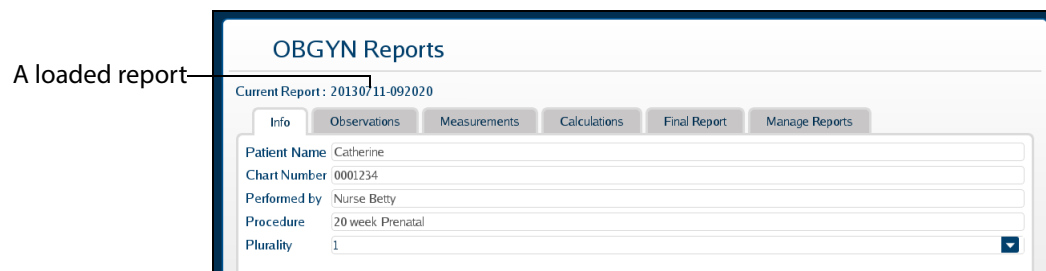 OBGYN Reports
A loaded report
Current Report : 20130711-092020
Info Observations Measurements Calculations Final Report Manage Reports
Patient Name Catherine
Chart Number 0001234
Performed by Nurse Betty
Procedure 20 week Prenatal
Plurality 1